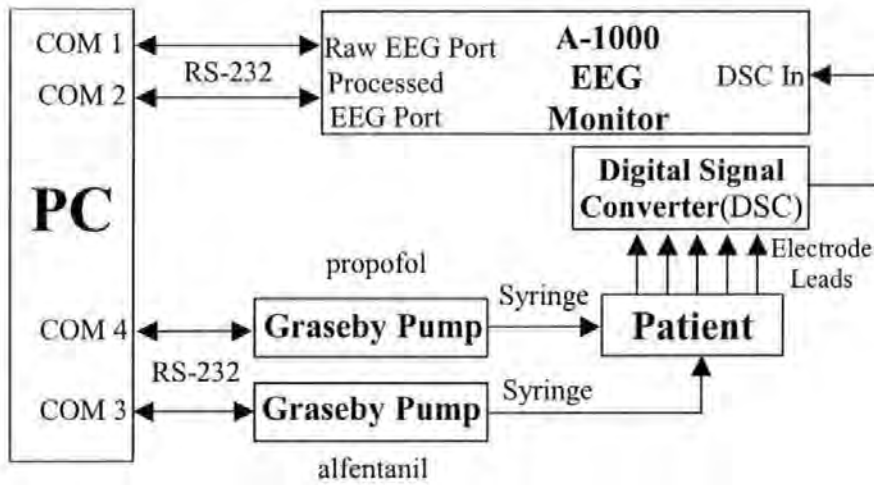 COM 1
RS-232
COM 2
PC
COM 4
RS-232
COM 3
Raw EEG Port
Processed
EEG Port
A-1000
EEG
Monitor
DSC In
Digital Signal
Converter(DSC)
Electrode
Leads
propofol
Graseby Pump
Syringe
Patient
Graseby Pump
Syringe
alfentanil